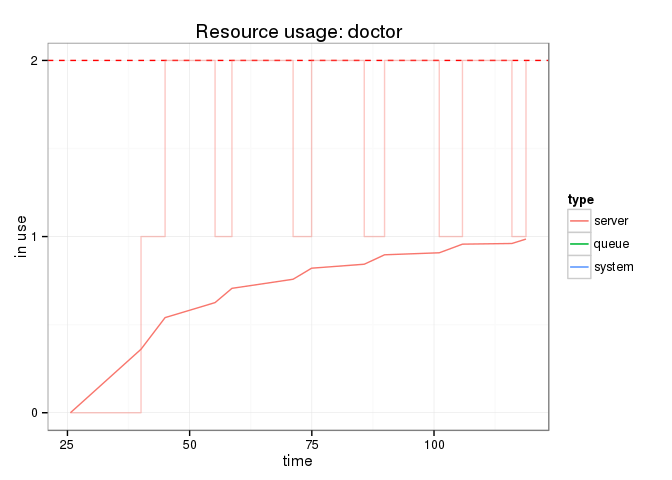 Resource usage: doctor
2
1
0
in use
25
50
75
100
time
type
server
queue
system